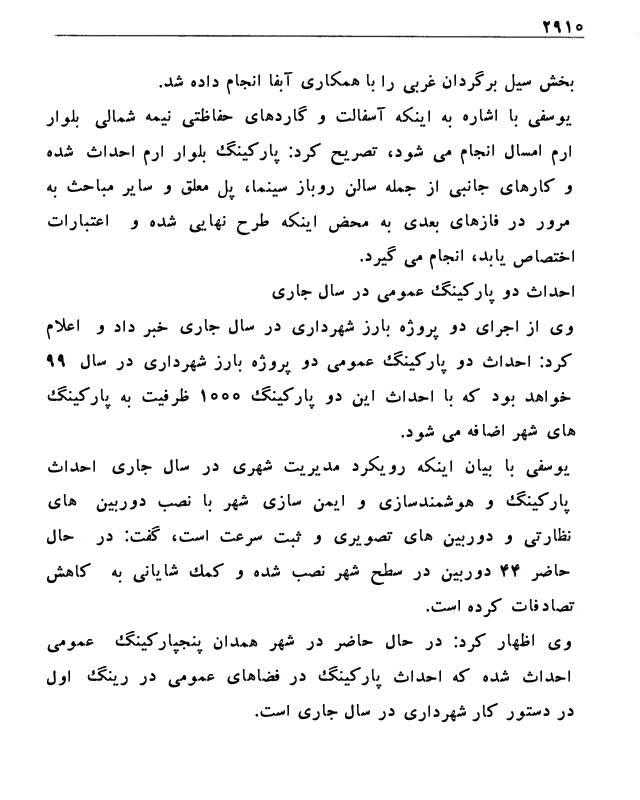 ۲۹۱۰
بخش سیل برگردان غربی را با همکاری آبفا انجام داده شد.
یوسفی با اشاره به اینکه آسفالت و گاردهای حفاظتی نیمه شمالی بلوار
ارم امسال انجام می شود، تصریح کرد: پارکینگ بلوار ارم احداث شده
و کارهای جانبی از جمله سالن روباز سینما، پل معلق و سایر مباحث به
مرور در فازهای بعدی به محض اینکه طرح نهایی شده و اعتبارات
اختصاص یابد، انجام می گیرد.
احداث دو پارکینگ عمومی در سال جاری
وی از اجرای دو پروژه بارز شهرداری در سال جاری خبر داد و اعلام
کرد: احداث دو پارکینگ عمومی دو پروژه بارز شهرداری در سال ۹۹
خواهد بود که با احداث این دو پارکینگ ۱۰۰۰ ظرفیت به پارکینگ
های شهر اضافه می شود.
یوسفی با بیان اینکه رویکرد مدیریت شهری در سال جاری احداث
پارکینگ و هوشمندسازی و ایمن سازی شهر با نصب دوربین های
نظارتی و دوربین های تصویری و ثبت سرعت است، گفت: در حال
حاضر ۴۴ دوربین در سطح شهر نصب شده و کمك شایانی به کاهش
تصادفات کرده است.
وی اظهار کرد: در حال حاضر در شهر همدان پنجپارکینگ عمومی
احداث شده که احداث پارکینگ در فضاهای عمومی در رینگ اول
در دستور کار شهرداری در سال جاری است.